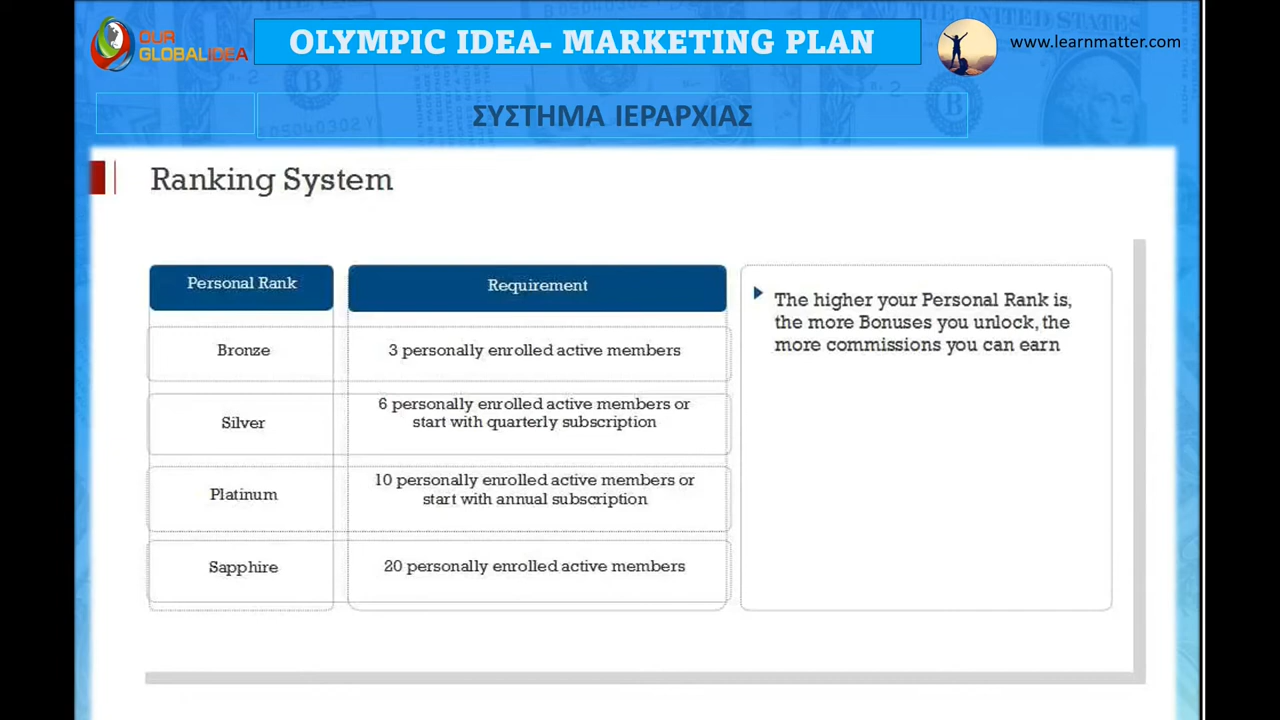 OUR
GLOBALIDEA
OLYMPIC IDEA- MARKETING PLAN
www.learnmatter.com
ΣΥΣΤΗΜΑ ΙΕΡΑΡΧΙΑΣ
Ranking System
Personal Rank
Requirement
Bronze
3 personally enrolled active members
Silver
6 personally enrolled active members or
start with quarterly subscription
Platinum
10 personally enrolled active members or
start with annual subscription
Sapphire
20 personally enrolled active members
The higher your Personal Rank is,
the more Bonuses you unlock, the
more commissions you can earn